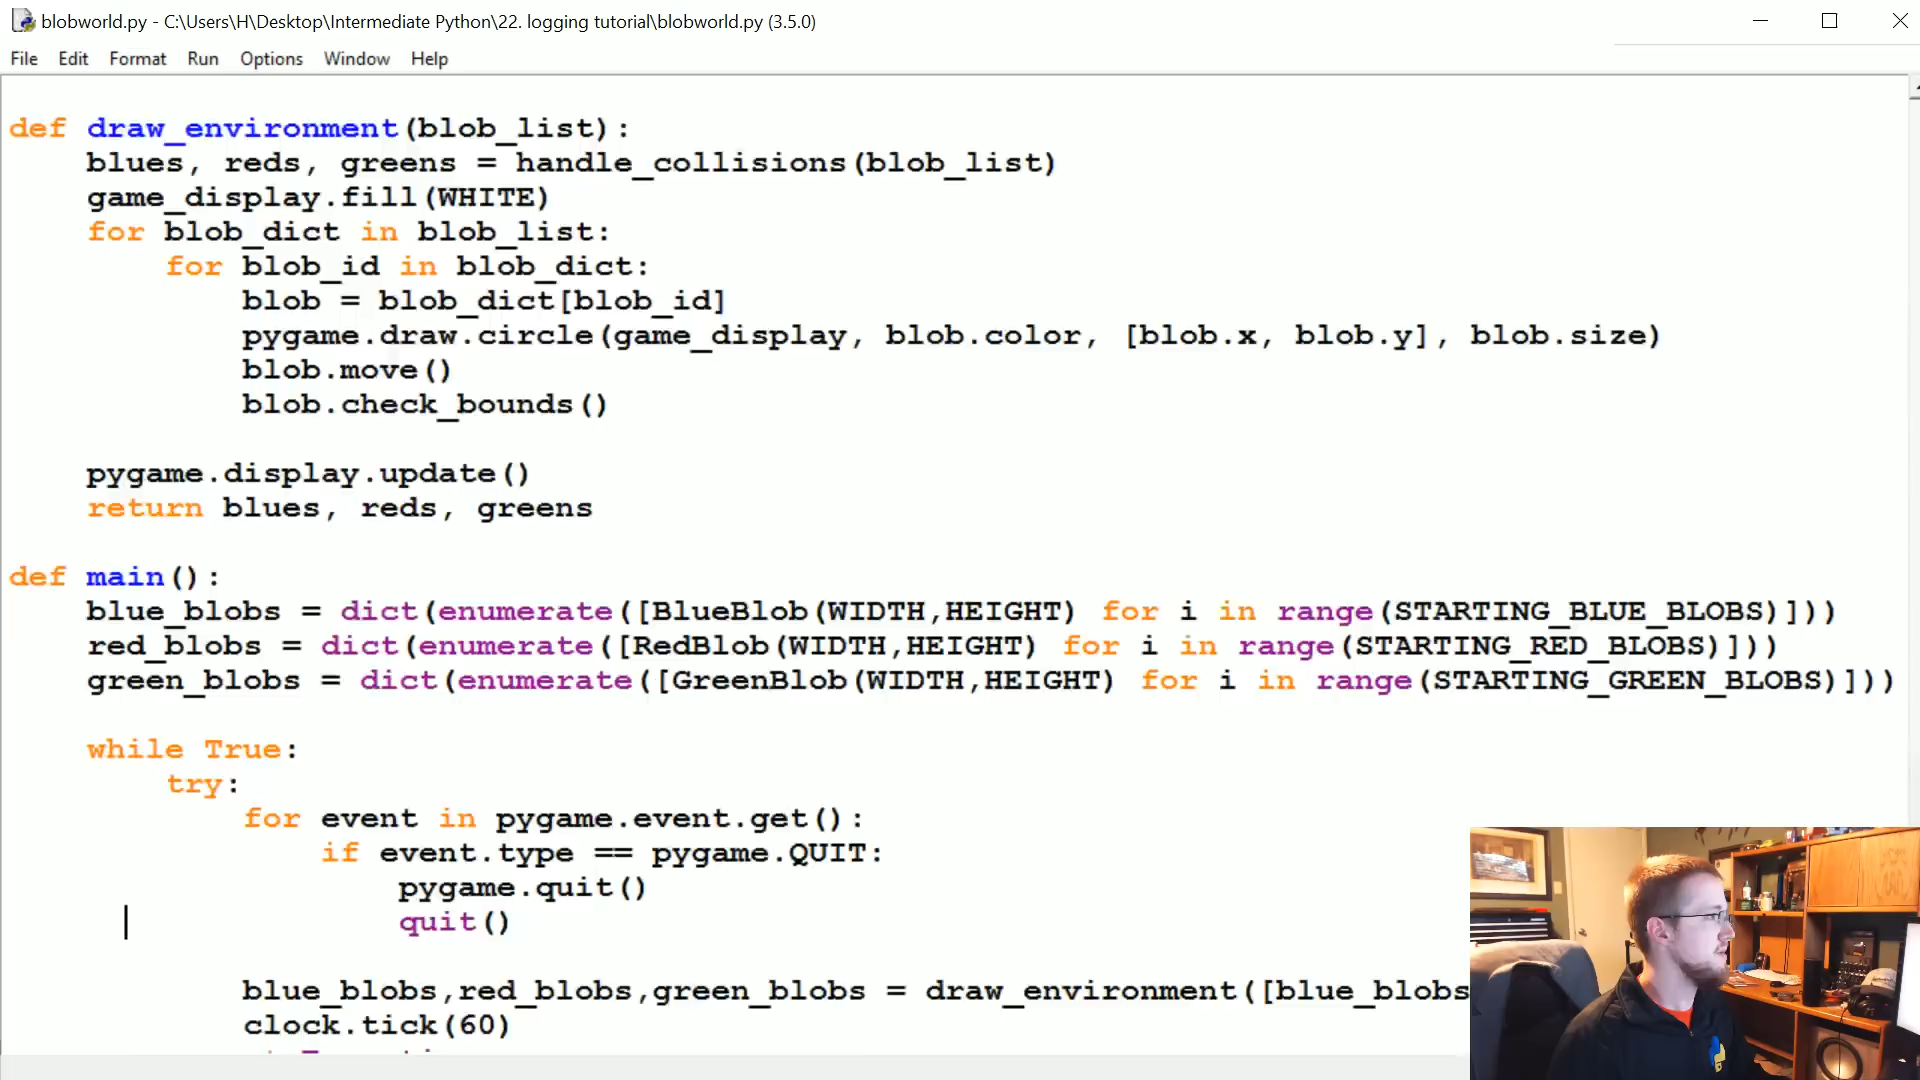 blobworld.py - C:\Users\H\Desktop\Intermediate Python\22. logging tutorial\blobworld.py (3.5.0)
File Edit Format Run Options Window Help
def draw_environment(blob_list):
    blues, reds, greens = handle_collisions(blob_list)
    game_display.fill(WHITE)
    for blob_dict in blob_list:
        for blob_id in blob_dict:
            blob = blob_dict[blob_id]
            pygame.draw.circle(game_display, blob.color, [blob.x, blob.y], blob.size)
            blob.move()
            blob.check_bounds()
    pygame.display.update()
    return blues, reds, greens
def main():
    blue_blobs = dict(enumerate([BlueBlob(WIDTH,HEIGHT) for i in range(STARTING_BLUE_BLOBS)]))
    red_blobs = dict(enumerate([RedBlob(WIDTH,HEIGHT) for i in range(STARTING_RED_BLOBS)]))
    green_blobs = dict(enumerate([GreenBlob(WIDTH,HEIGHT) for i in range(STARTING_GREEN_BLOBS)]))
    while True:
        try:
            for event in pygame.event.get():
                if event.type == pygame.QUIT:
                    pygame.quit()
                    quit()
            blue_blobs,red_blobs,green_blobs = draw_environment([blue_blobs
            clock.tick(60)